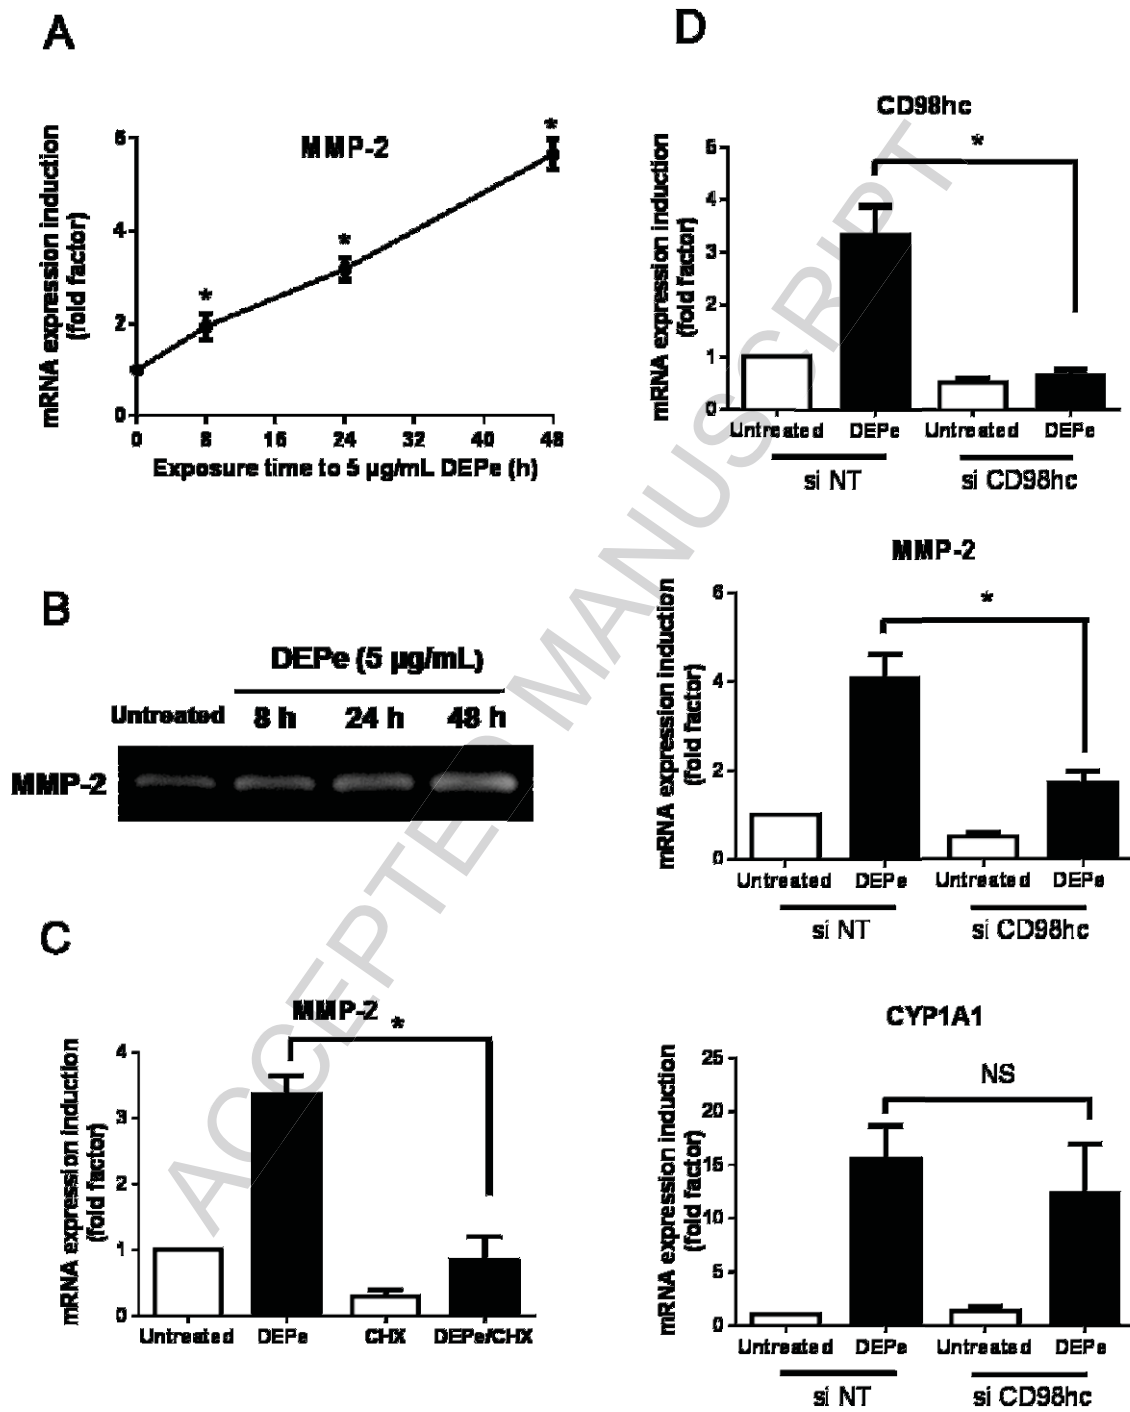 A
MMP-2
mRNA expression induction
(fold factor)
6
4
2
0
0 8 16 24 32 40 48
* * *
Exposure time to 5 µg/mL DEPe (h)
B
DEPe (5 µg/mL)
Untreated 8 h 24 h 48 h
MMP-2
C
MMP-2
*
mRNA expression induction
(fold factor)
4
3
2
1
0
Untreated DEPe CHX DEPe/CHX
D
CD98hc
*
mRNA expression induction
(fold factor)
5
4
3
2
1
0
Untreated DEPe Untreated DEPe
si NT si CD98hc
MMP-2
*
mRNA expression induction
(fold factor)
6
4
2
0
Untreated DEPe Untreated DEPe
si NT si CD98hc
CYP1A1
NS
mRNA expression induction
(fold factor)
25
20
15
10
5
0
Untreated DEPe Untreated DEPe
si NT si CD98hc
ACCEPTED MANUSCRIPT